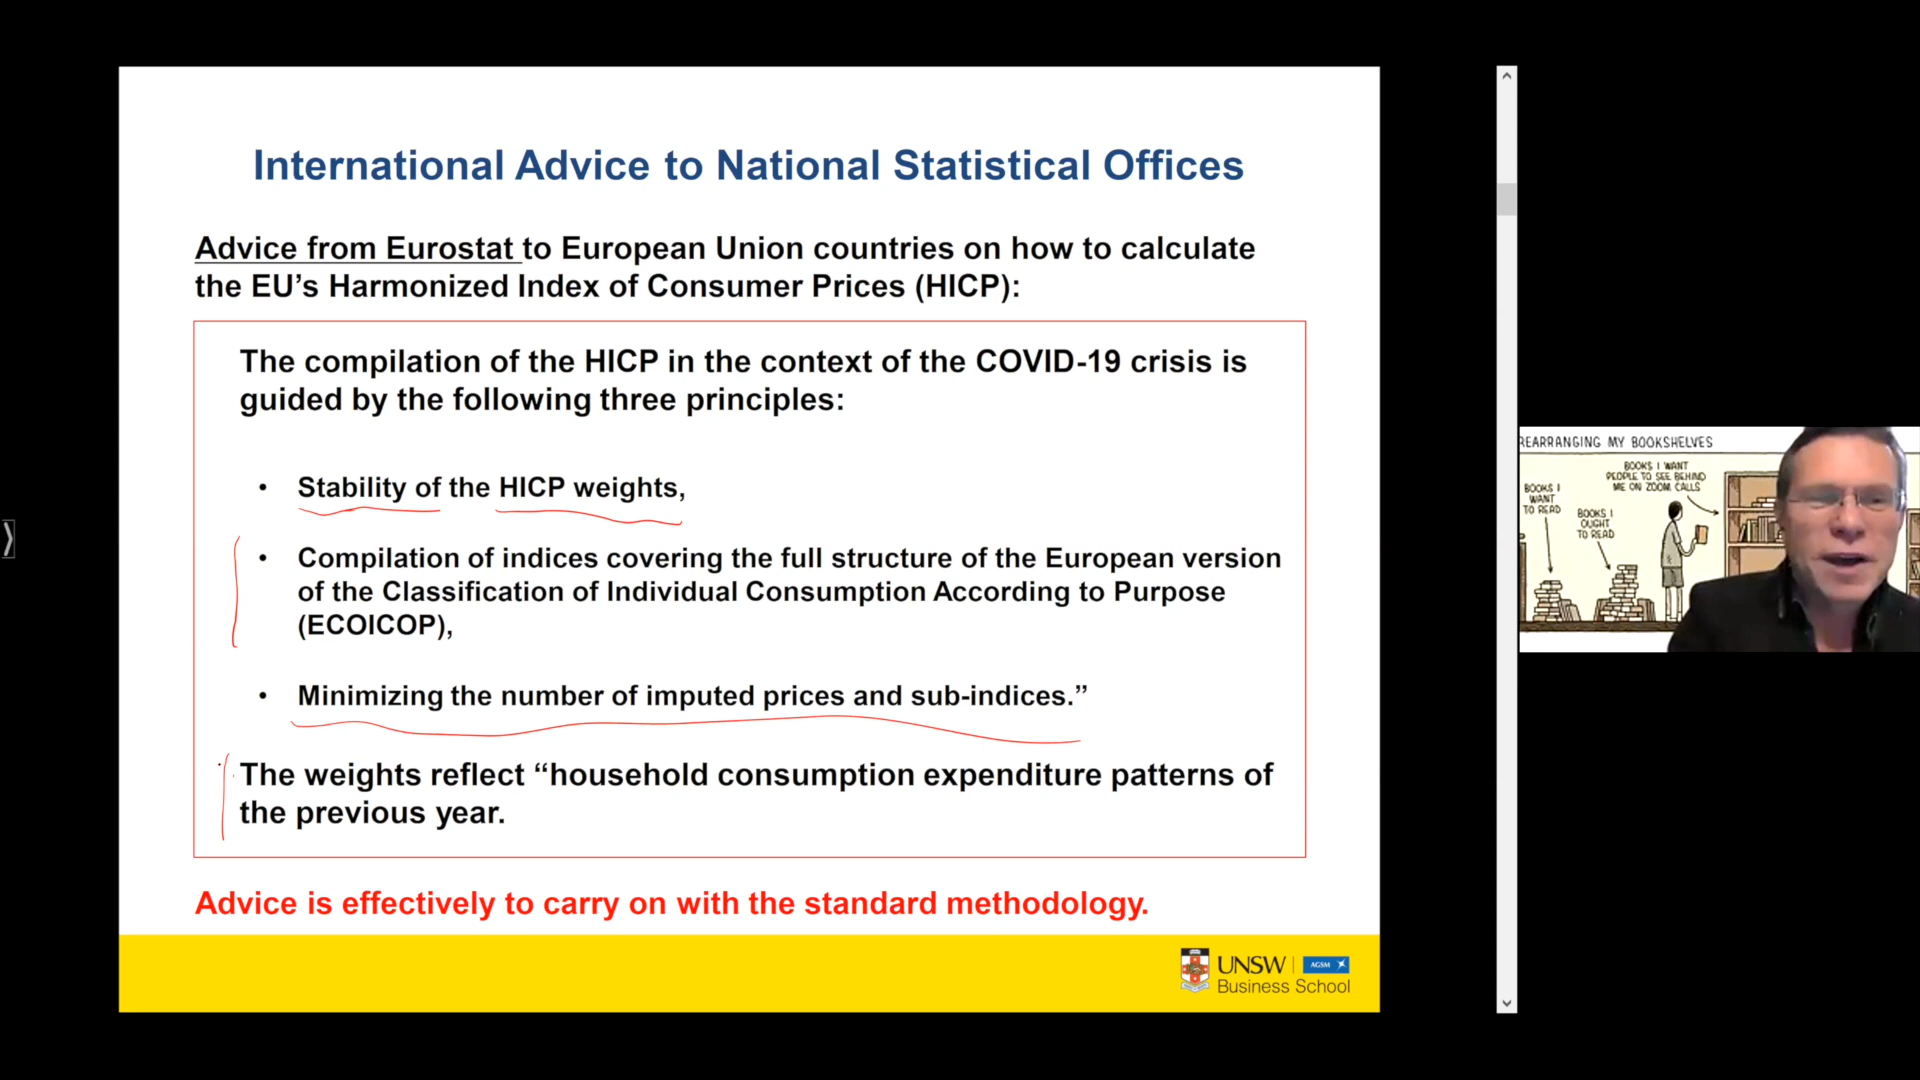 International Advice to National Statistical Offices
Advice from Eurostat to European Union countries on how to calculate
the EU’s Harmonized Index of Consumer Prices (HICP):
The compilation of the HICP in the context of the COVID-19 crisis is
guided by the following three principles:
• Stability of the HICP weights,
• Compilation of indices covering the full structure of the European version
of the Classification of Individual Consumption According to Purpose
(ECOICOP),
• Minimizing the number of imputed prices and sub-indices.”
The weights reflect “household consumption expenditure patterns of
the previous year.
Advice is effectively to carry on with the standard methodology.
UNSW AGSM
Business School
REARRANGING MY BOOKSHELVES
BOOKS I
WANT
TO READ
BOOKS I
OUGHT
TO READ
BOOKS I WANT
PEOPLE TO SEE BEHIND
ME ON ZOOM CALLS